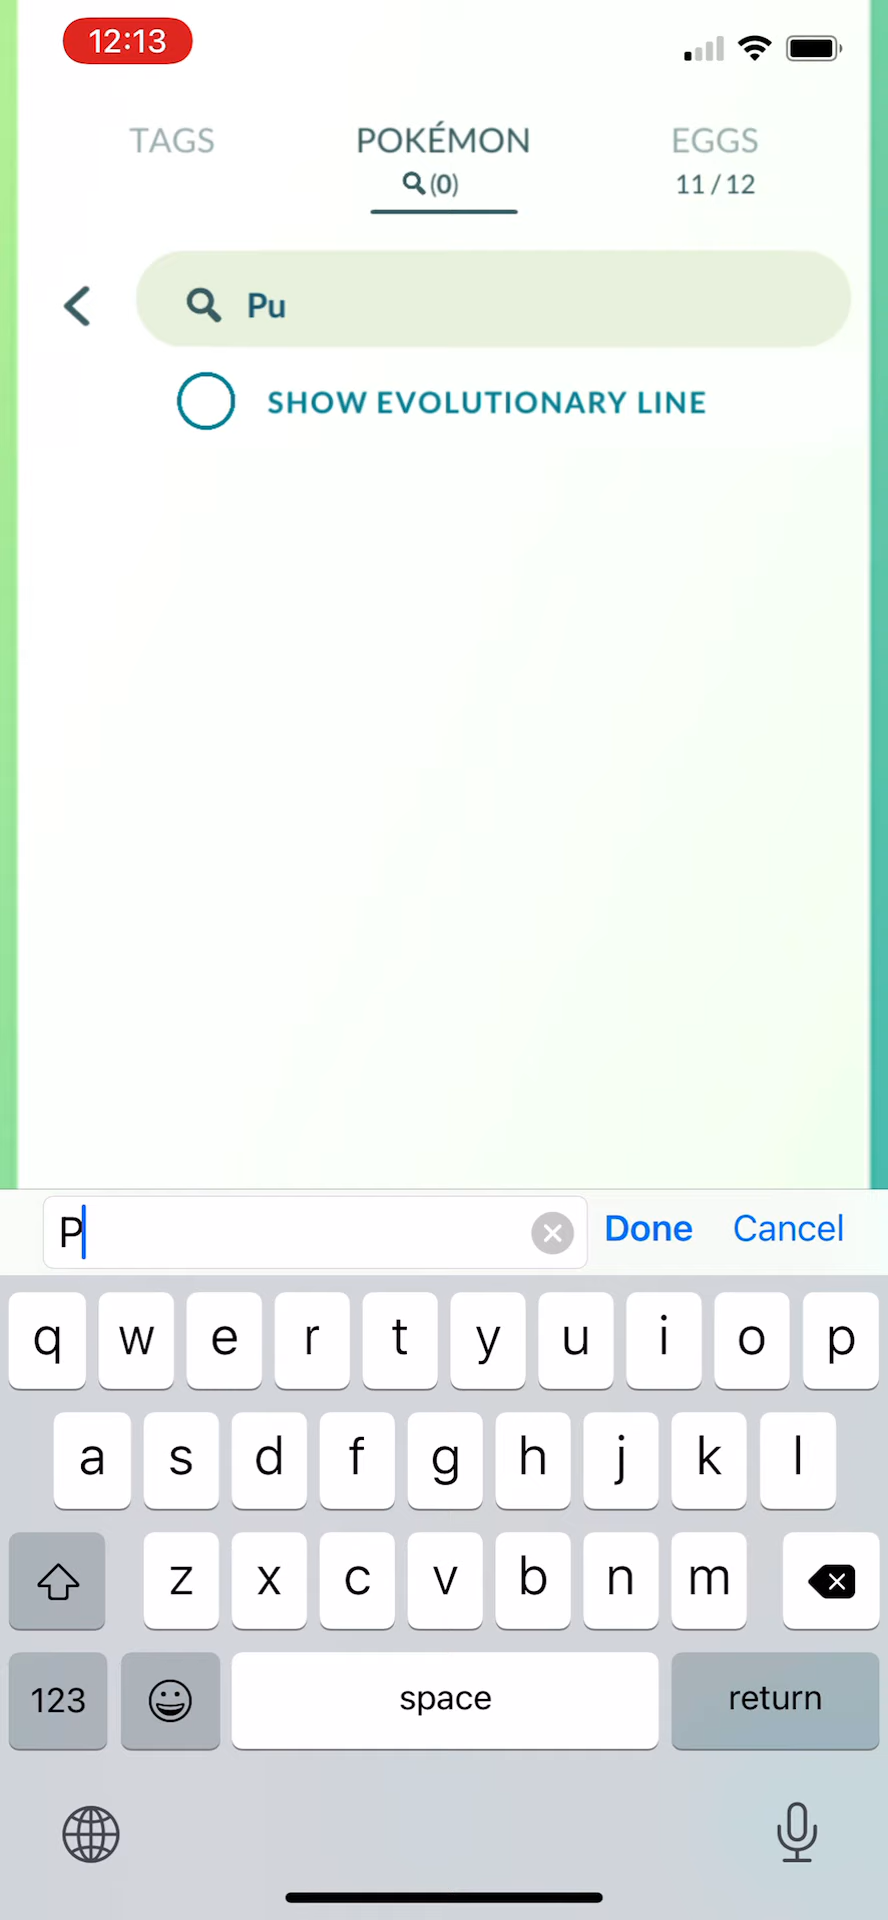 12:13
TAGS
POKÉMON
EGGS
(0)
11 / 12
Pu
SHOW EVOLUTIONARY LINE
P
Done
Cancel
q w e r t y u i o p
a s d f g h j k l
z x c v b n m
123
space
return